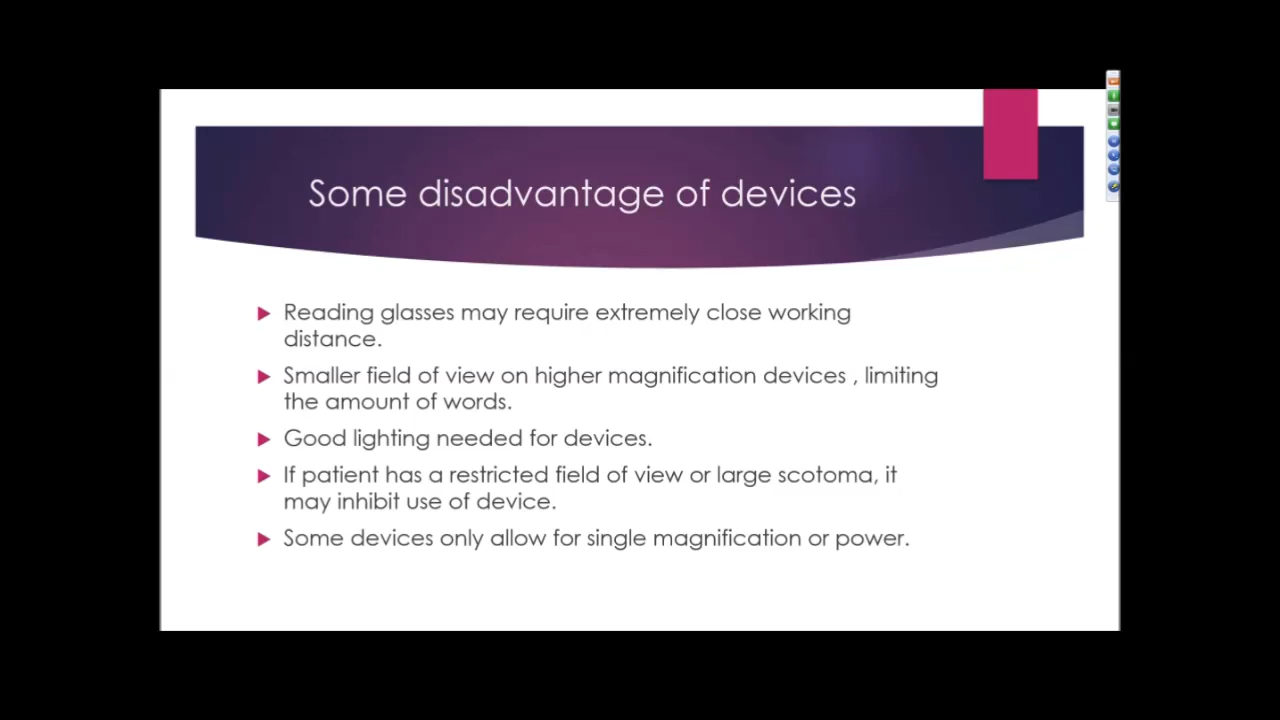 Some disadvantage of devices
Reading glasses may require extremely close working
distance.
Smaller field of view on higher magnification devices , limiting
the amount of words.
Good lighting needed for devices.
If patient has a restricted field of view or large scotoma, it
may inhibit use of device.
Some devices only allow for single magnification or power.